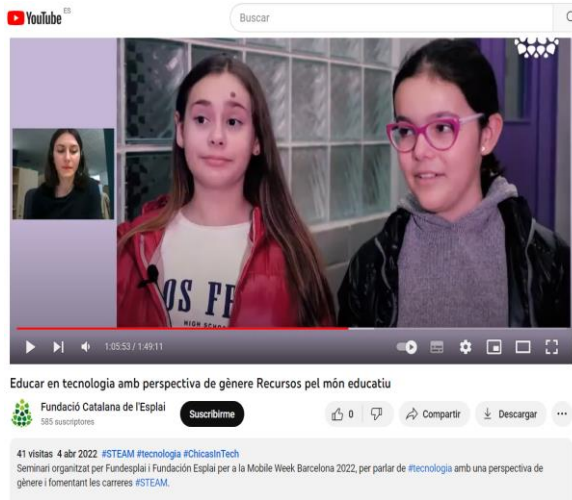 YouTube ES
Buscar
OS FE
HIGH SCHO
1:05:53 / 1:49:11
Educar en tecnologia amb perspectiva de gènere Recursos pel món educatiu
Fundació Catalana de l'Esplai
585 suscriptores
Suscribirme
0
Compartir
Descargar
41 visitas 4 abr 2022 #STEAM #tecnologia #ChicasInTech
Seminari organitzat per Fundesplai i Fundación Esplai per a la Mobile Week Barcelona 2022, per parlar de #tecnologia amb una perspectiva de
gènere i fomentant les carreres #STEAM.